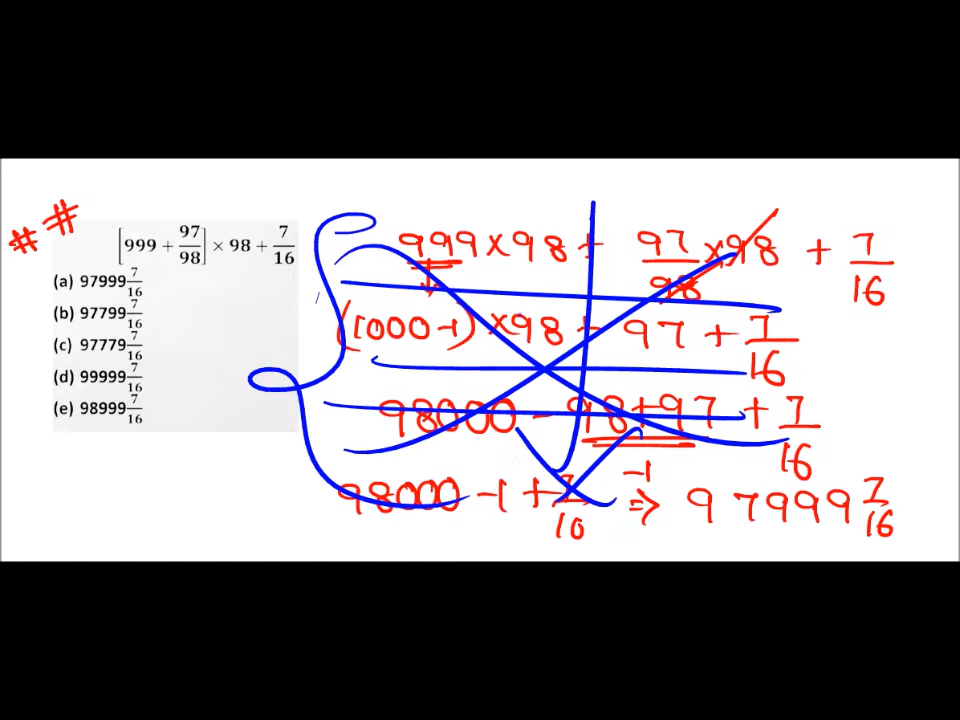 # #
[999 + 97/98] × 98 + 7/16
(a) 97999 7/16
(b) 97799 7/16
(c) 97779 7/16
(d) 99999 7/16
(e) 98999 7/16
999 × 98 + 97/98 × 98 + 7/16
(1000 - 1) × 98 + 97 + 7/16
98000 - 98 + 97 + 7/16
-1
98000 - 1 + 7/10 ⇒ 97999 7/16